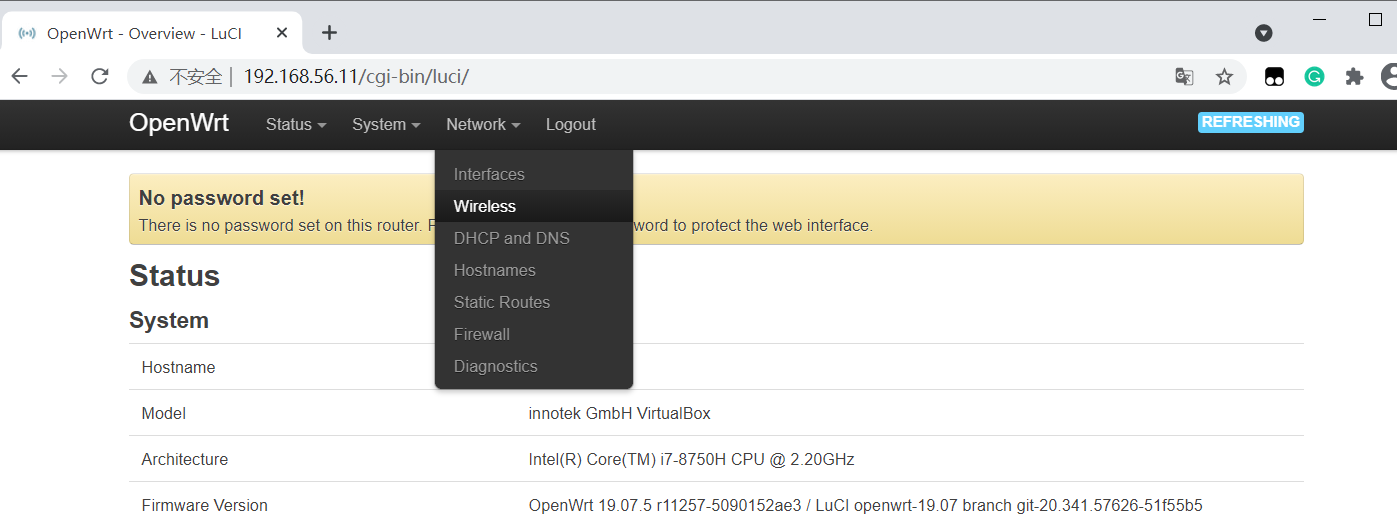 OpenWrt - Overview - LuCI
不安全 | 192.168.56.11/cgi-bin/luci/
OpenWrt Status System Network Logout REFRESHING
Interfaces
Wireless
DHCP and DNS
Hostnames
Static Routes
Firewall
Diagnostics
No password set!
There is no password set on this router. word to protect the web interface.
Status
System
Hostname
Model innotek GmbH VirtualBox
Architecture Intel(R) Core(TM) i7-8750H CPU @ 2.20GHz
Firmware Version OpenWrt 19.07.5 r11257-5090152ae3 / LuCI openwrt-19.07 branch git-20.341.57626-51f55b5